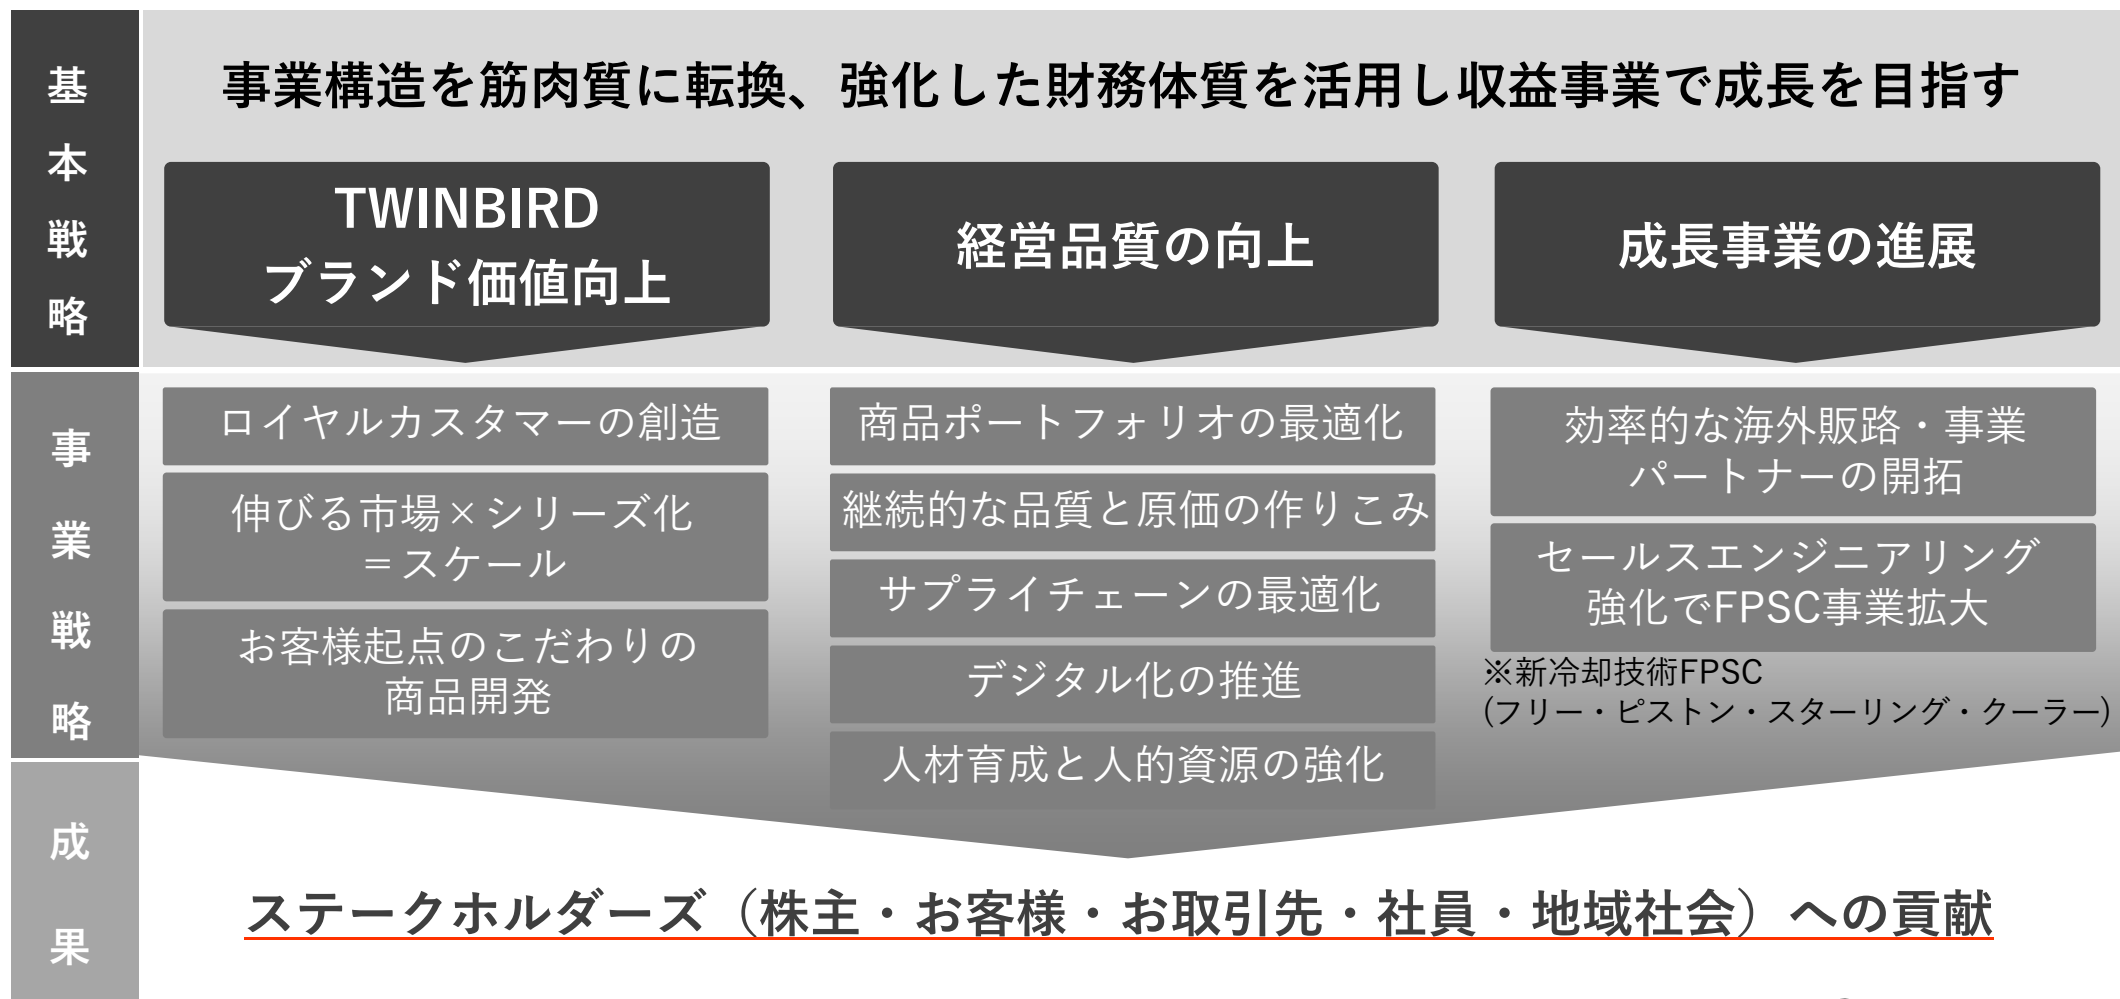 基本戦略
事業構造を筋肉質に転換、強化した財務体質を活用し収益事業で成長を目指す
TWINBIRD
ブランド価値向上
経営品質の向上
成長事業の進展
事業戦略
ロイヤルカスタマーの創造
伸びる市場×シリーズ化
＝スケール
お客様起点のこだわりの
商品開発
商品ポートフォリオの最適化
継続的な品質と原価の作りこみ
サプライチェーンの最適化
デジタル化の推進
人材育成と人的資源の強化
効率的な海外販路・事業
パートナーの開拓
セールスエンジニアリング
強化でFPSC事業拡大
※新冷却技術FPSC
(フリー・ピストン・スターリング・クーラー)
成果
ステークホルダーズ（株主・お客様・お取引先・社員・地域社会）への貢献